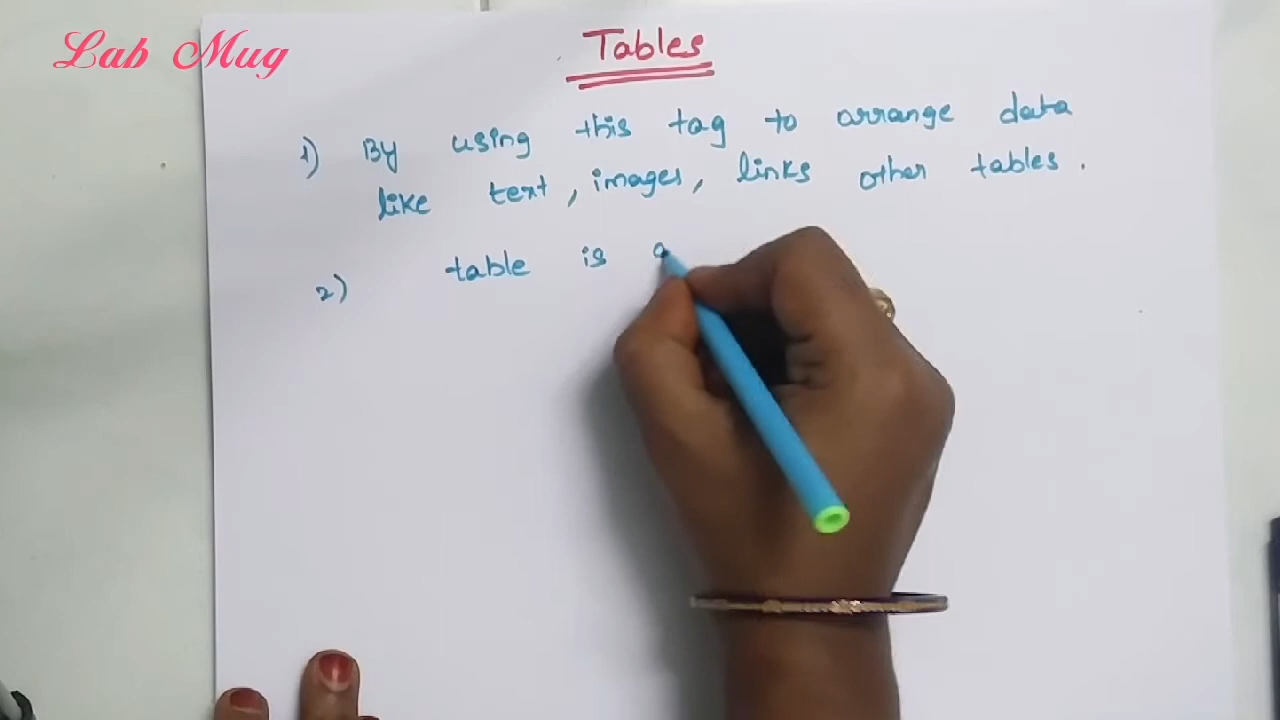 Lab Mug
Tables
1) By using this tag to arrange data
like text, images, links other tables.
2) table is a